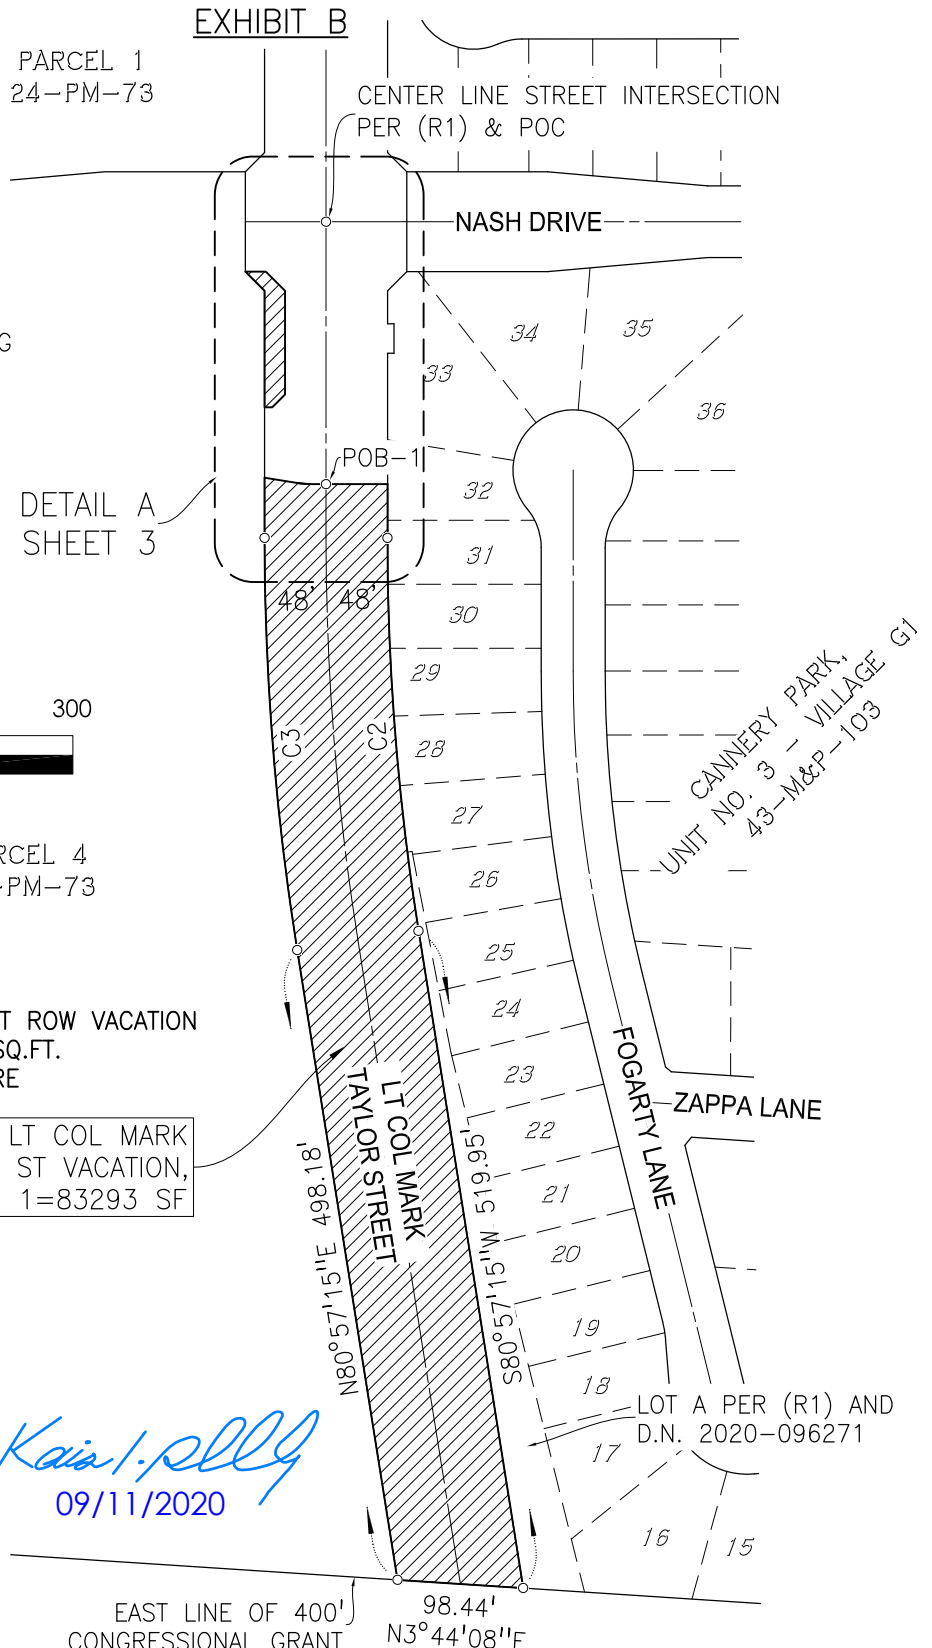 EXHIBIT B
PARCEL 1
24-PM-73
CENTER LINE STREET INTERSECTION
PER (R1) & POC
NASH DRIVE
34
35
G
33
36
POB-1
32
DETAIL A
SHEET 3
31
48' 48'
30
29
300
C3
C2
28
CANNERY PARK,
UNIT NO. 3 - VILLAGE G1
43-M&P-103
27
RCEL 4
-PM-73
26
25
T ROW VACATION
SQ.FT.
RE
24
23
LT COL MARK
TAYLOR STREET
FOGARTY LANE
ZAPPA LANE
LT COL MARK
ST VACATION,
1=83293 SF
22
21
N80°57'15"E 498.18'
S80°57'15"W 519.95'
20
19
18
LOT A PER (R1) AND
D.N. 2020-096271
17
09/11/2020
16
15
EAST LINE OF 400'
CONGRESSIONAL GRANT
98.44'
N3°44'08"E